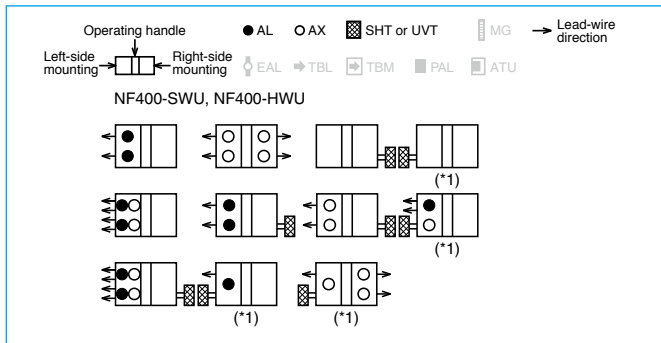 Operating handle
AL AX SHT or UVT MG Lead-wire direction
Left-side mounting
Right-side mounting
EAL TBL TBM PAL ATU
NF400-SWU, NF400-HWU
(*1)
(*1)
(*1) (*1)